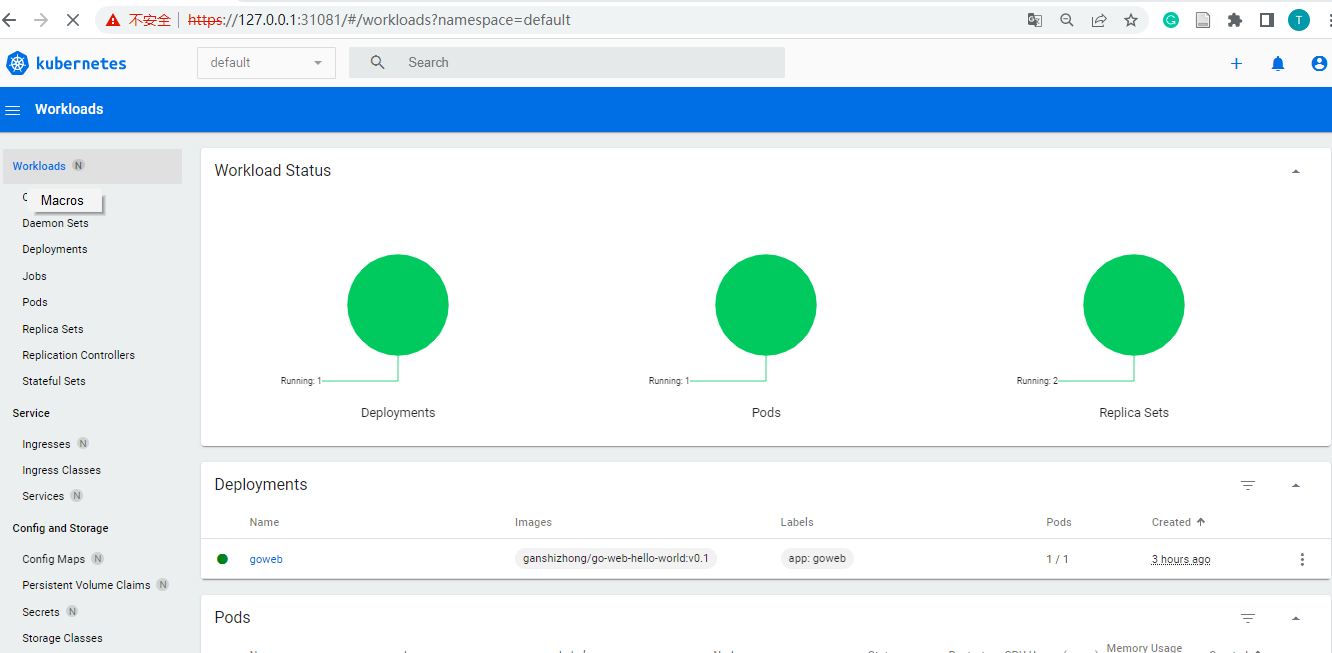 不安全 https://127.0.0.1:31081/#/workloads?namespace=default
T
kubernetes
default
Search
Workloads
Workloads N
Macros
Daemon Sets
Deployments
Jobs
Pods
Replica Sets
Replication Controllers
Stateful Sets
Service
Ingresses N
Ingress Classes
Services N
Config and Storage
Config Maps N
Persistent Volume Claims N
Secrets N
Storage Classes
Workload Status
Running: 1
Deployments
Running: 1
Pods
Running: 2
Replica Sets
Deployments
Name Images Labels Pods Created
goweb ganshizhong/go-web-hello-world:v0.1 app: goweb 1 / 1 3 hours ago
Pods
Memory Usage